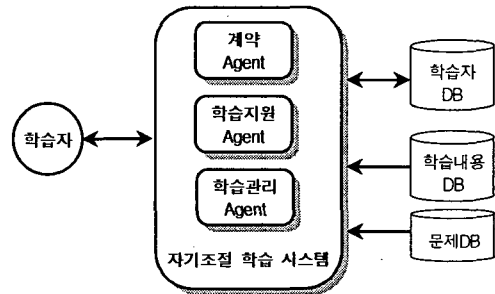 계약
Agent
학습지원
Agent
학습관리
Agent
자기조절 학습 시스템
학습자
학습자
DB
학습내용
DB
문제DB